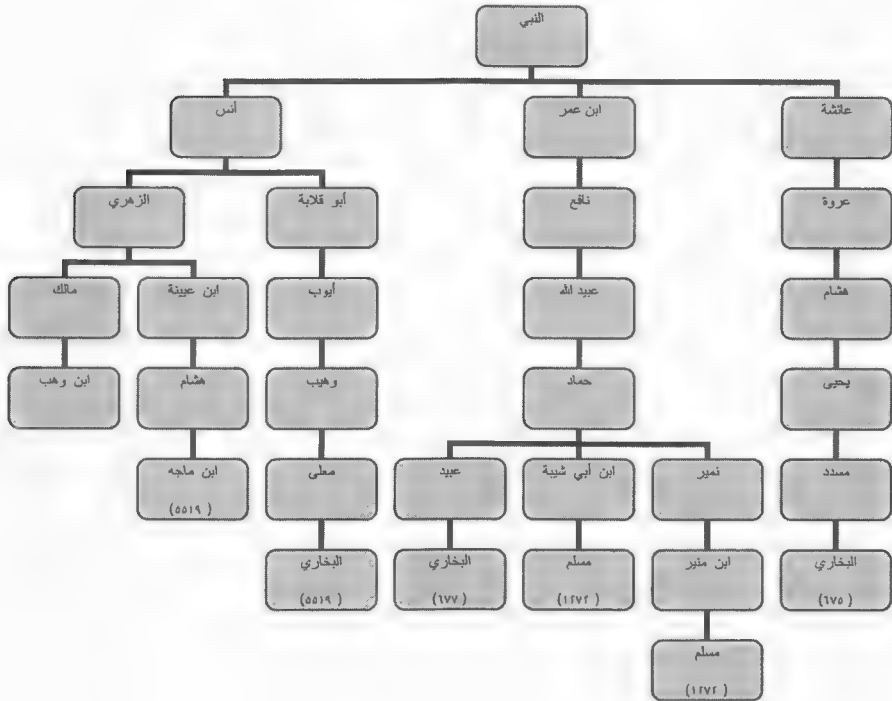 النبي
عائشة
ابن عمر
أنس
عروة
نافع
أبو قلابة
الزهري
هشام
عبيد الله
أيوب
ابن عيينة
مالك
يحيى
حماد
وهيب
هشام
ابن وهب
مسدد
نمير
ابن أبي شيبة
عبيد
معلى
ابن ماجه
(٥٥١٩)
البخاري
(٦٧٥)
ابن منير
مسلم
(١٢٧٢)
البخاري
(٦٧٧)
البخاري
(٥٥١٩)
مسلم
(١٢٧٢)